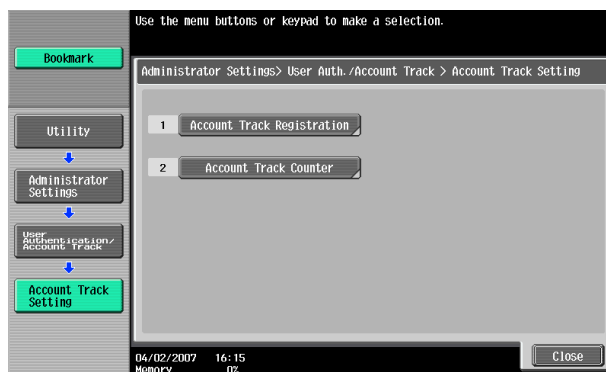 Use the menu buttons or keypad to make a selection.
Bookmark
Administrator Settings> User Auth./Account Track > Account Track Setting
1 Account Track Registration
2 Account Track Counter
Utility
Administrator
Settings
User
Authentication/
Account Track
Account Track
Setting
04/02/2007 16:15
Memory 0%
Close